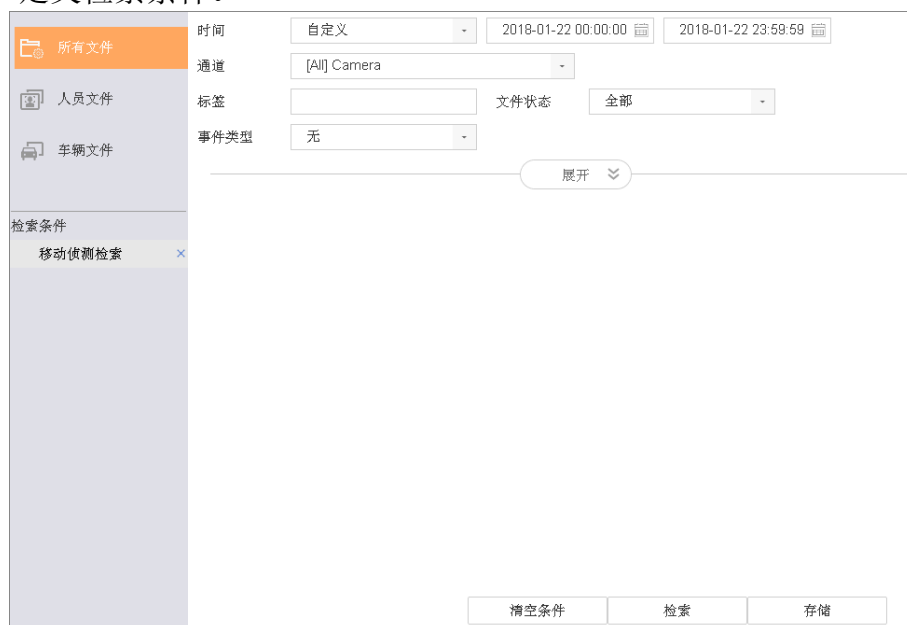 所有文件
人员文件
车辆文件
检索条件
移动侦测检索
时间 自定义 2018-01-22 00:00:00 2018-01-22 23:59:59
通道 [All] Camera
标签 文件状态 全部
事件类型 无
展开
清空条件 检索 存储